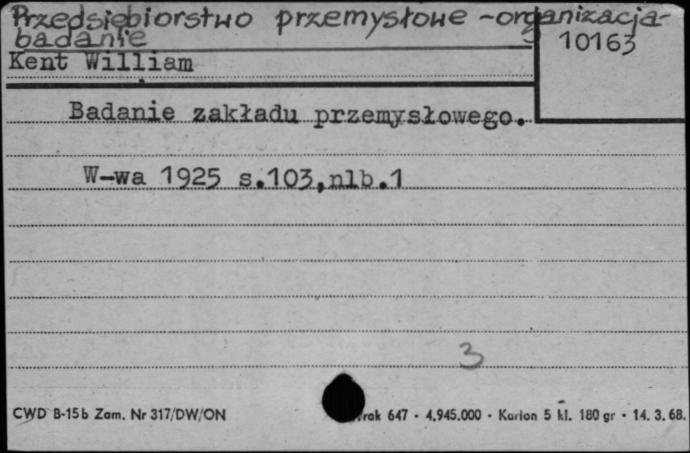 Przedsiębiorstwo przemysłowe - organizacja -
badanie
10163
Kent William
Badanie zakładu przemysłowego.
W-wa 1925 s.103,nlb.1
3
CWD B-15b Zam. Nr 317/DW/ON
rak 647 - 4.945.000 - Karton 5 kl. 180 gr - 14. 3. 68.